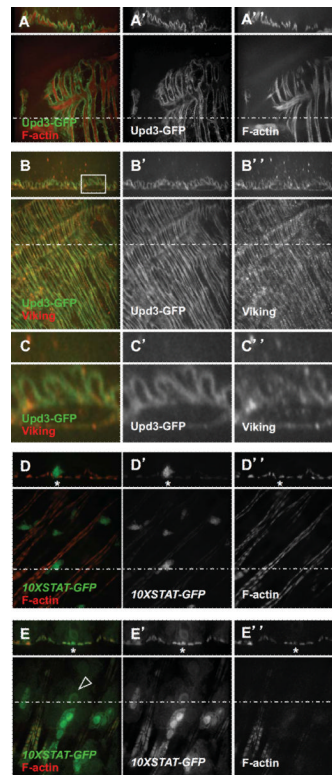 A A' A''
Upd3-GFP
F-actin Upd3-GFP F-actin
B B' B''
Upd3-GFP
Viking Upd3-GFP Viking
C C' C''
Upd3-GFP
Viking Upd3-GFP Viking
D D' D''
* * *
10XSTAT-GFP
F-actin 10XSTAT-GFP F-actin
E E' E''
* * *
10XSTAT-GFP
F-actin 10XSTAT-GFP F-actin